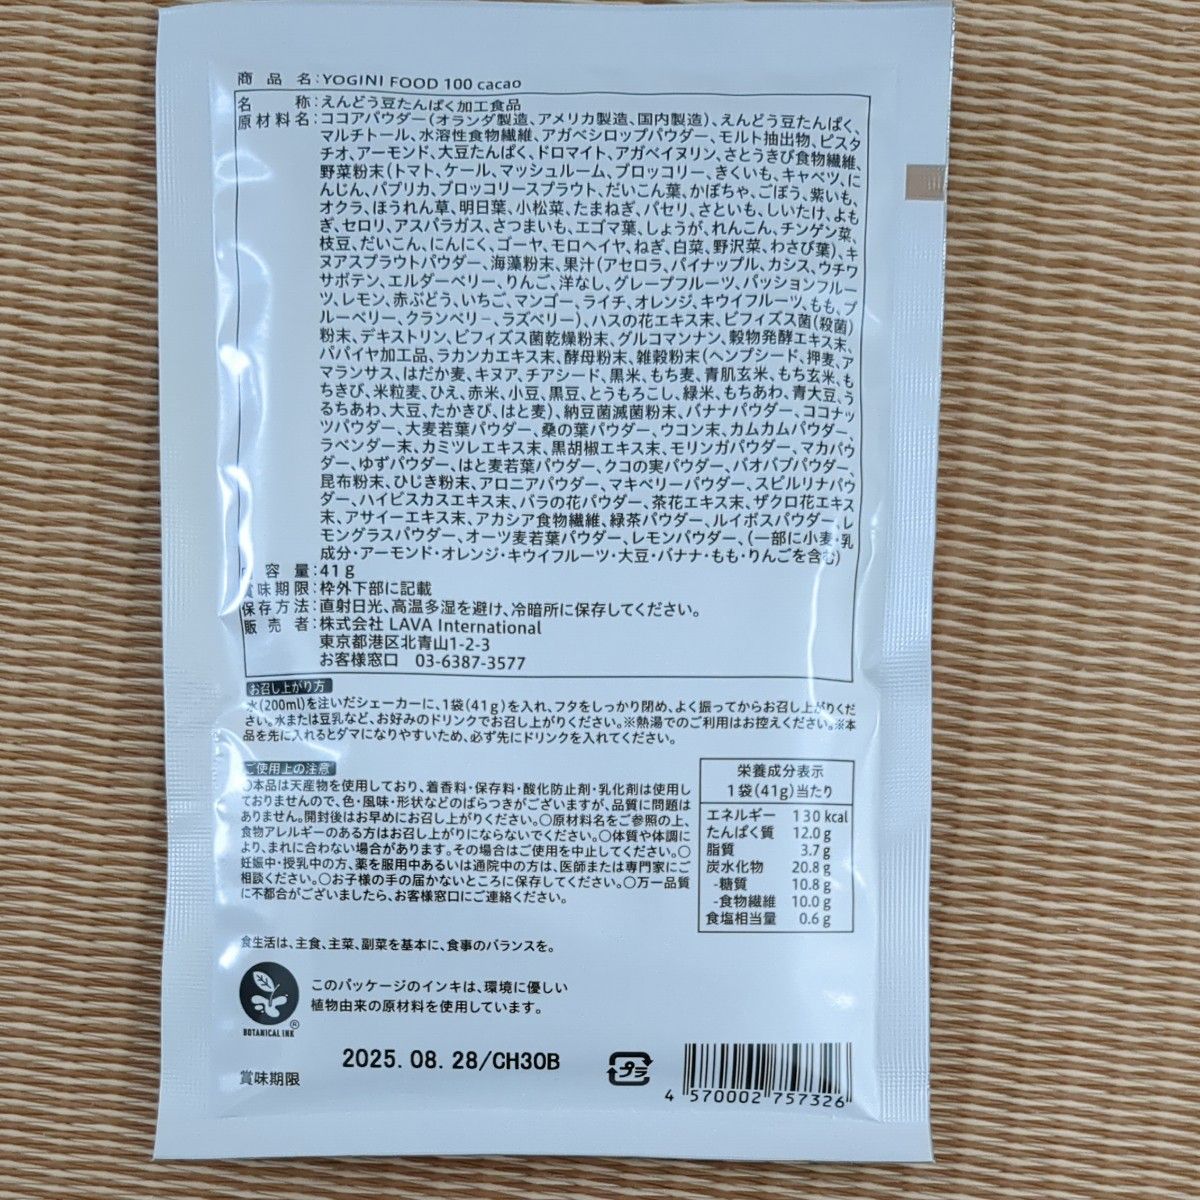 商品名:YOGINI FOOD 100 cacao
名称:えんどう豆たんぱく加工食品
原材料名:ココアパウダー(オランダ製造、アメリカ製造、国内製造)、えんどう豆たんぱく、
マルチトール、水溶性食物繊維、アガベシロップパウダー、モルト抽出物、ピスタ
チオ、アーモンド、大豆たんぱく、ドロマイト、アガベイヌリン、さとうきび食物繊維、
野菜粉末(トマト、ケール、マッシュルーム、ブロッコリー、きくいも、キャベツ、に
んじん、パプリカ、ブロッコリースプラウト、だいこん葉、かぼちゃ、ごぼう、紫いも、
オクラ、ほうれん草、明日葉、小松菜、たまねぎ、パセリ、さといも、しいたけ、よも
ぎ、セロリ、アスパラガス、さつまいも、エゴマ葉、しょうが、れんこん、チンゲン菜、
枝豆、だいこん、にんにく、ゴーヤ、モロヘイヤ、ねぎ、白菜、野沢菜、わさび葉)、キ
ヌアスプラウトパウダー、海藻粉末、果汁(アセロラ、パイナップル、カシス、ウチワ
サボテン、エルダーベリー、りんご、洋なし、グレープフルーツ、パッションフルー
ツ、レモン、赤ぶどう、いちご、マンゴー、ライチ、オレンジ、キウイフルーツ、もも、ブ
ルーベリー、クランベリー、ラズベリー)、ハスの花エキス末、ビフィズス菌(殺菌)
粉末、デキストリン、ビフィズス菌乾燥粉末、グルコマンナン、穀物発酵エキス末、
パパイヤ加工品、ラカンカエキス末、酵母粉末、雑穀粉末(ヘンプシード、押麦、ア
マランサス、はだか麦、キヌア、チアシード、黒米、もち麦、青肌玄米、もち玄米、も
ちきび、米粒麦、ひえ、赤米、小豆、黒豆、とうもろこし、緑米、もちあわ、青大豆、う
るちあわ、大豆、たかきび、はと麦)、納豆菌滅菌粉末、バナナパウダー、ココナッ
ツパウダー、大麦若葉パウダー、桑の葉パウダー、ウコン末、カムカムパウダー、
ラベンダー末、カミツレエキス末、黒胡椒エキス末、モリンガパウダー、マカパウ
ダー、ゆずパウダー、はと麦若葉パウダー、クコの実パウダー、バオバブパウダー、
昆布粉末、ひじき粉末、アロニアパウダー、マキベリーパウダー、スピルリナパウ
ダー、ハイビスカスエキス末、バラの花パウダー、茶花エキス末、ザクロ花エキス
末、アサイーエキス末、アカシア食物繊維、緑茶パウダー、ルイボスパウダー、レ
モングラスパウダー、オーツ麦若葉パウダー、レモンパウダー、(一部に小麦・乳
成分・アーモンド・オレンジ・キウイフルーツ・大豆・バナナ・もも・りんごを含む)
内容量:41g
賞味期限:枠外下部に記載
保存方法:直射日光、高温多湿を避け、冷暗所に保存してください。
販売者:株式会社 LAVA International
東京都港区北青山1-2-3
お客様窓口 03-6387-3577
お召し上がり方
水(200ml)を注いだシェーカーに、1袋(41g)を入れ、フタをしっかり閉め、よく振ってからお召し上がりくだ
さい。水または豆乳など、お好みのドリンクでお召し上がりください。※熱湯でのご利用はお控えください。※本
品を先に入れるとダマになりやすいため、必ず先にドリンクを入れてください。
ご使用上の注意
○本品は天産物を使用しており、着香料・保存料・酸化防止剤・乳化剤は使用し
ておりませんので、色・風味・形状などのばらつきがございますが、品質に問題は
ありません。開封後はお早めにお召し上がりください。○原材料名をご参照の上、
食物アレルギーのある方はお召し上がりにならないでください。○体質や体調に
より、まれに合わない場合があります。その場合はご使用を中止してください。○
妊娠中・授乳中の方、薬を服用中あるいは通院中の方は、医師または専門家にご
相談ください。○お子様の手の届かないところに保存してください。○万一品質
に不都合がございましたら、お客様窓口にご連絡ください。
栄養成分表示
1袋(41g)当たり
エネルギー 130 kcal
たんぱく質 12.0 g
脂質 3.7 g
炭水化物 20.8 g
-糖質 10.8 g
-食物繊維 10.0 g
食塩相当量 0.6 g
食生活は、主食、主菜、副菜を基本に、食事のバランスを。
このパッケージのインキは、環境に優しい
植物由来の原材料を使用しています。
BOTANICAL INK ®
賞味期限 2025.08.28/CH30B
プラ
4 570002 757326